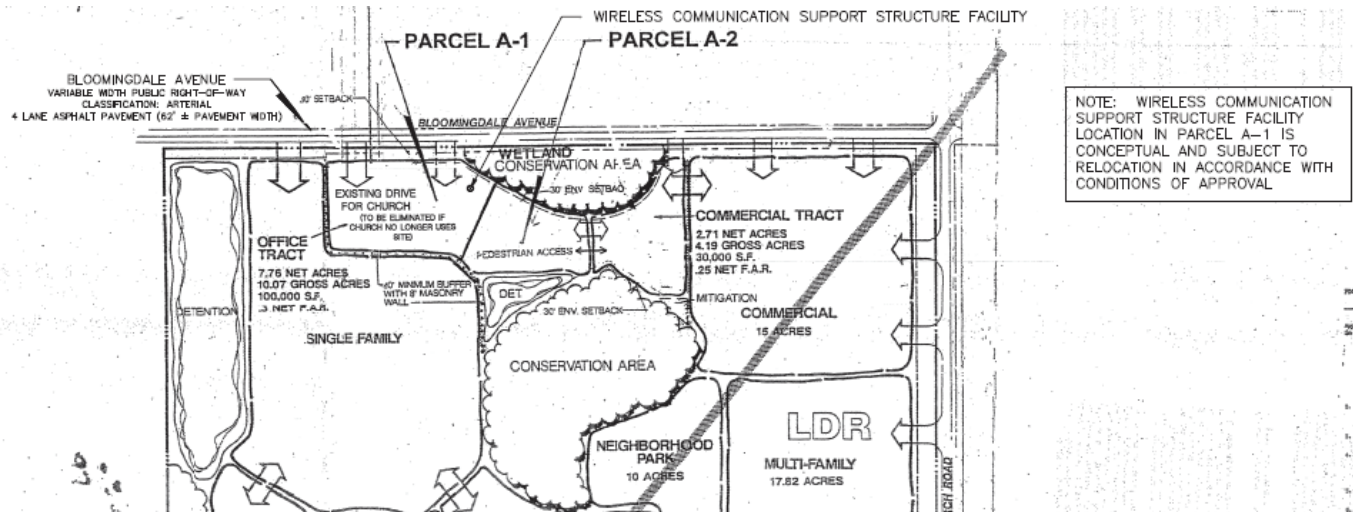 WIRELESS COMMUNICATION SUPPORT STRUCTURE FACILITY
PARCEL A-1
PARCEL A-2
BLOOMINGDALE AVENUE
VARIABLE WIDTH PUBLIC RIGHT-OF-WAY
CLASSIFICATION: ARTERIAL
4 LANE ASPHALT PAVEMENT (62' ± PAVEMENT WIDTH)
SETBACK
BLOOMINGDALE AVENUE
NOTE: WIRELESS COMMUNICATION
SUPPORT STRUCTURE FACILITY
LOCATION IN PARCEL A-1 IS
CONCEPTUAL AND SUBJECT TO
RELOCATION IN ACCORDANCE WITH
CONDITIONS OF APPROVAL
WETLAND
CONSERVATION AREA
30' ENV SETBAC
EXISTING DRIVE
FOR CHURCH
(TO BE ELIMINATED IF
CHURCH NO LONGER USES
SITE)
OFFICE
TRACT
7.76 NET ACRES
10.07 GROSS ACRES
100,000 S.F.
.3 NET F.A.R.
COMMERCIAL TRACT
2.71 NET ACRES
4.19 GROSS ACRES
30,000 S.F.
.25 NET F.A.R.
PEDESTRIAN ACCESS
40' MINIMUM BUFFER
WITH 8' MASONRY
WALL
DET
30' ENV. SETBACK
MITIGATION
COMMERCIAL
15 ACRES
DETENTION
SINGLE FAMILY
CONSERVATION AREA
LDR
NEIGHBORHOOD
PARK
10 ACRES
MULTI-FAMILY
17.82 ACRES
RCH ROAD